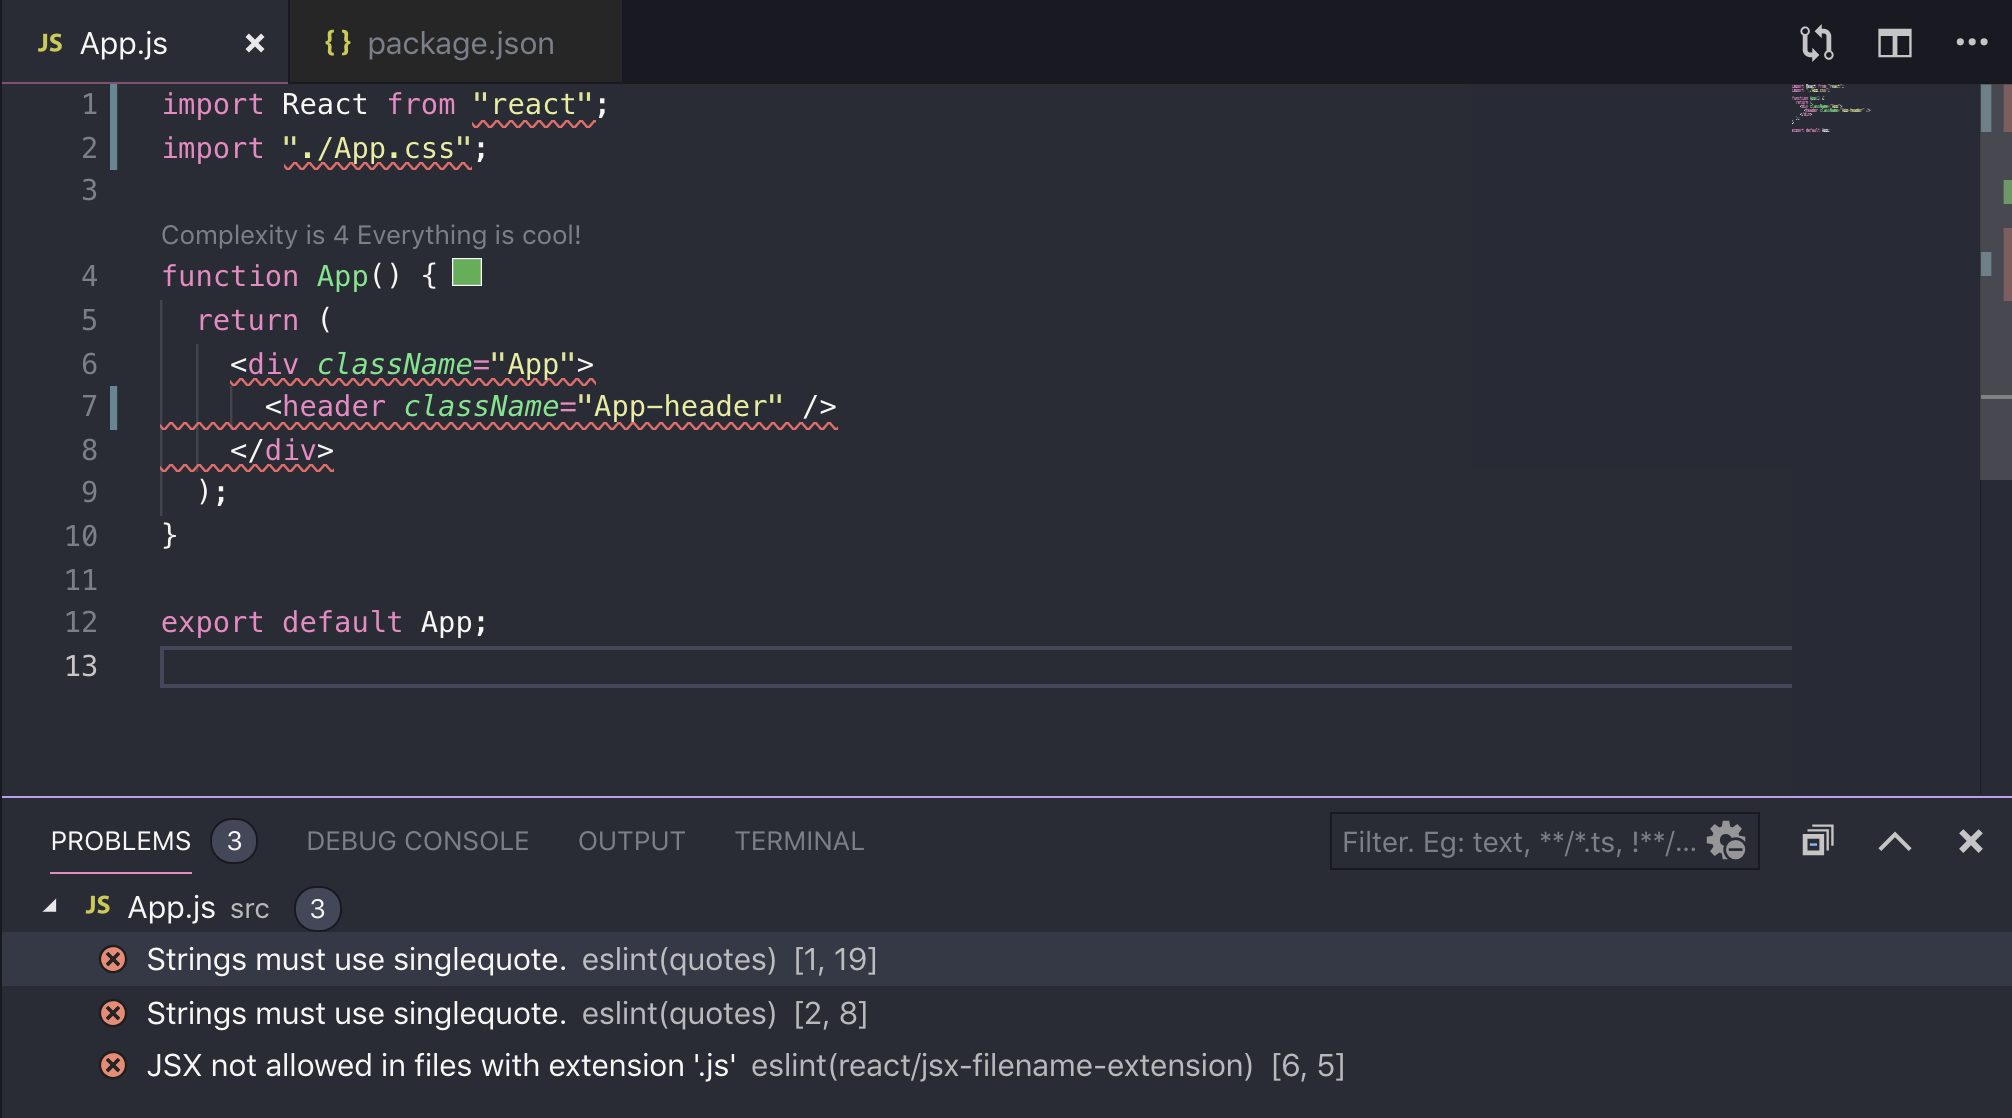 JS App.js × {} package.json ...
1 import React from "react";
2 import "./App.css";
3
Complexity is 4 Everything is cool!
4 function App() {
5 return (
6 <div className="App">
7 <header className="App-header" />
8 </div>
9 );
10 }
11
12 export default App;
13
PROBLEMS 3 DEBUG CONSOLE OUTPUT TERMINAL Filter. Eg: text, **/*.ts, !**/...
JS App.js src 3
Strings must use singlequote. eslint(quotes) [1, 19]
Strings must use singlequote. eslint(quotes) [2, 8]
JSX not allowed in files with extension '.js' eslint(react/jsx-filename-extension) [6, 5]